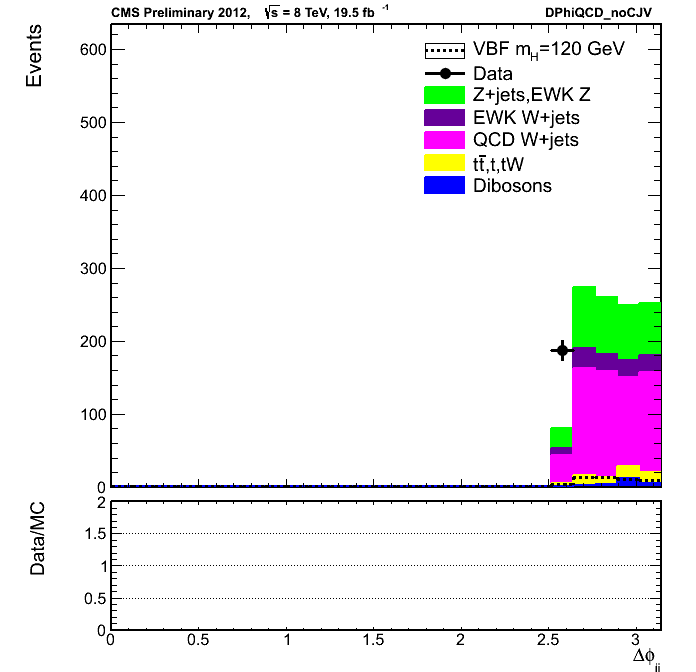 CMS Preliminary 2012, √s = 8 TeV, 19.5 fb⁻¹ DPhiQCD_noCJV
Events
600
500
400
300
200
100
0
VBF m_H=120 GeV
Data
Z+jets,EWK Z
EWK W+jets
QCD W+jets
tt̄,t,tW
Dibosons
Data/MC
2
1.5
1
0.5
0
0 0.5 1 1.5 2 2.5 3
Δϕ_jj